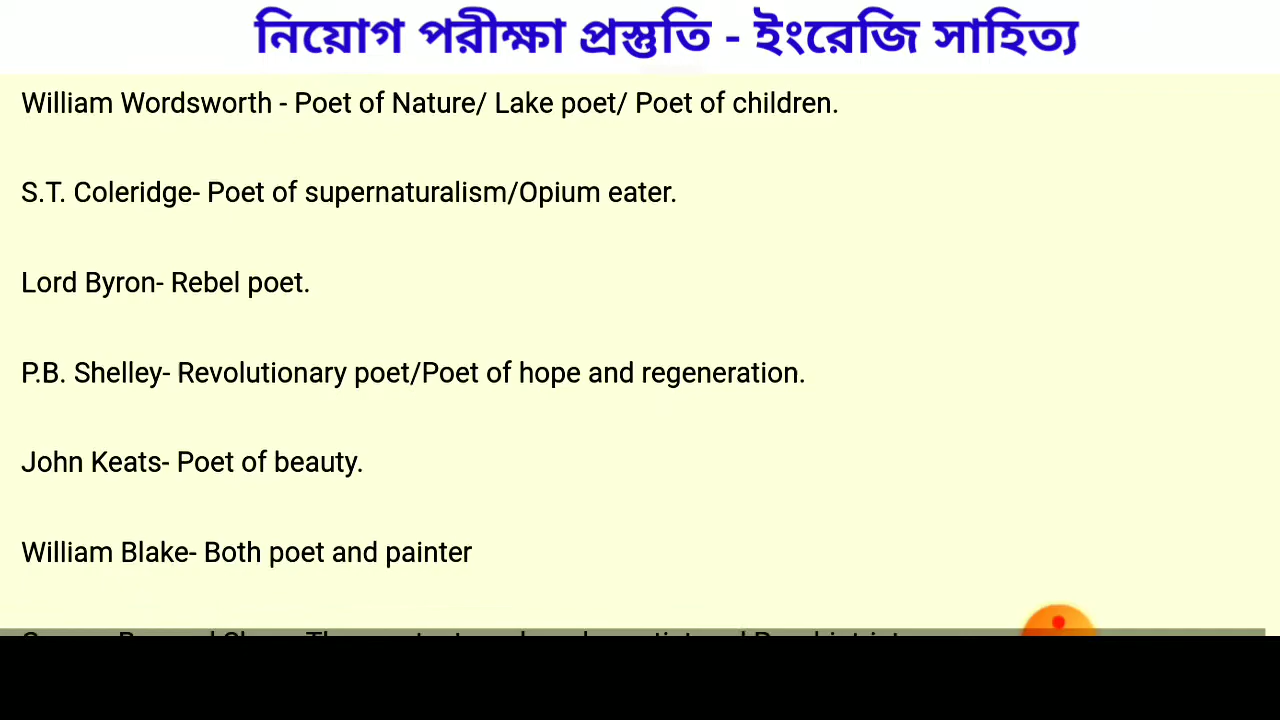 নিয়োগ পরীক্ষা প্রস্তুতি - ইংরেজি সাহিত্য
William Wordsworth - Poet of Nature/ Lake poet/ Poet of children.
S.T. Coleridge- Poet of supernaturalism/Opium eater.
Lord Byron- Rebel poet.
P.B. Shelley- Revolutionary poet/Poet of hope and regeneration.
John Keats- Poet of beauty.
William Blake- Both poet and painter